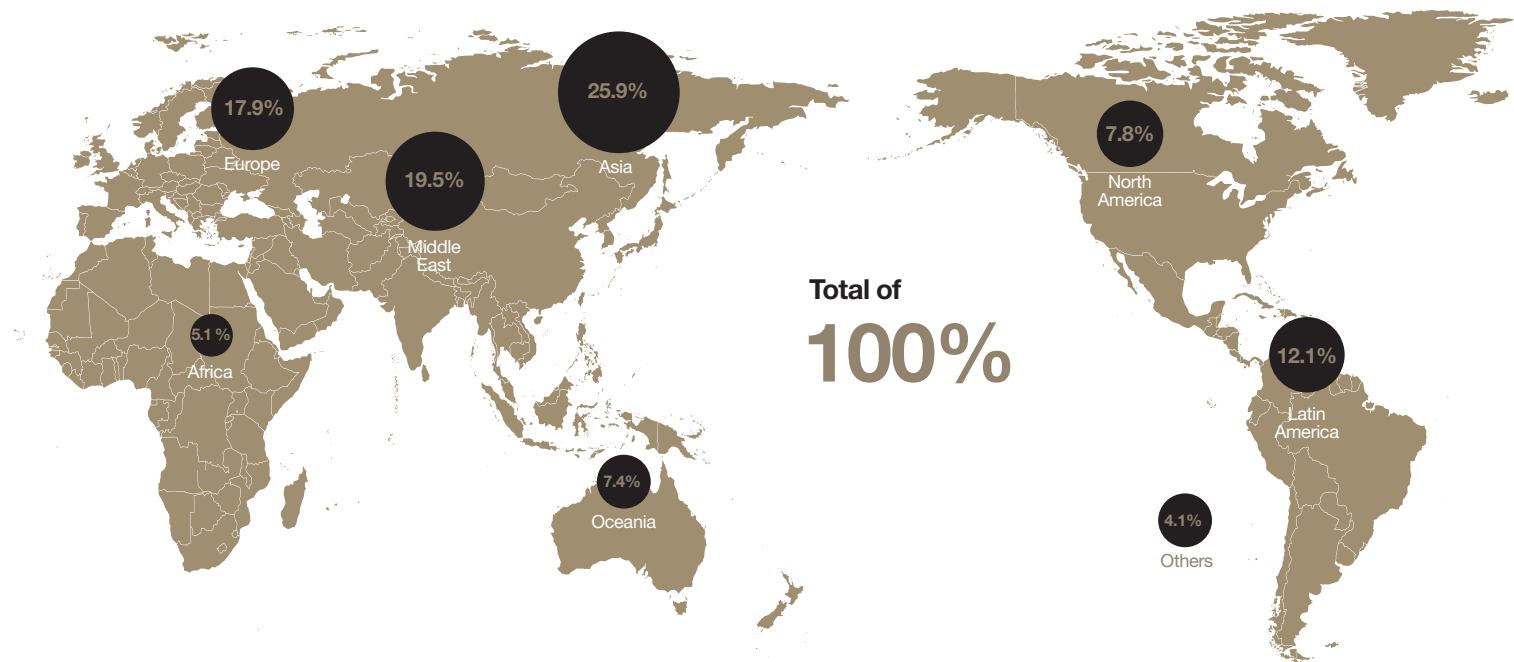 17.9%
Europe
25.9%
Asia
19.5%
Middle
East
5.1 %
Africa
7.4%
Oceania
Total of
100%
7.8%
North
America
12.1%
Latin
America
4.1%
Others